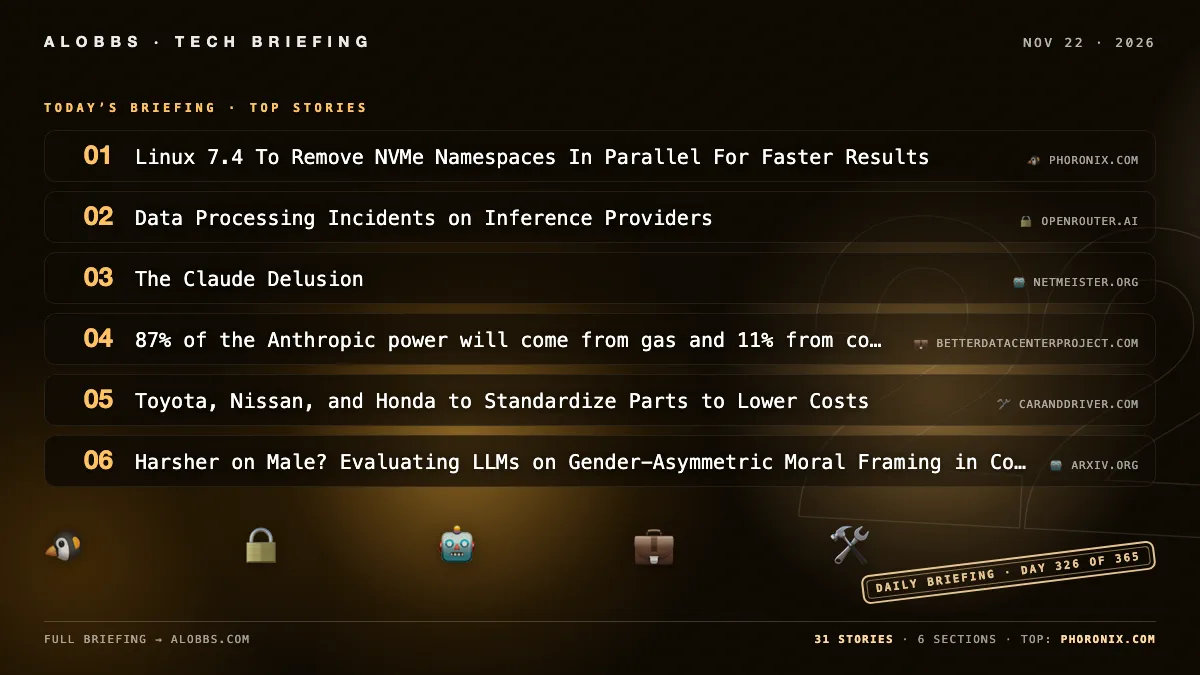 ALOBBS · TECH BRIEFING
NOV 22 · 2026
TODAY’S BRIEFING · TOP STORIES
01 Linux 7.4 To Remove NVMe Namespaces In Parallel For Faster Results PHORONIX.COM
02 Data Processing Incidents on Inference Providers OPENROUTER.AI
03 The Claude Delusion NETMEISTER.ORG
04 87% of the Anthropic power will come from gas and 11% from co… BETTERDATACENTERPROJECT.COM
05 Toyota, Nissan, and Honda to Standardize Parts to Lower Costs CARANDDRIVER.COM
06 Harsher on Male? Evaluating LLMs on Gender-Asymmetric Moral Framing in Co… ARXIV.ORG
22
DAILY BRIEFING · DAY 326 OF 365
FULL BRIEFING → ALOBBS.COM
31 STORIES · 6 SECTIONS · TOP: PHORONIX.COM